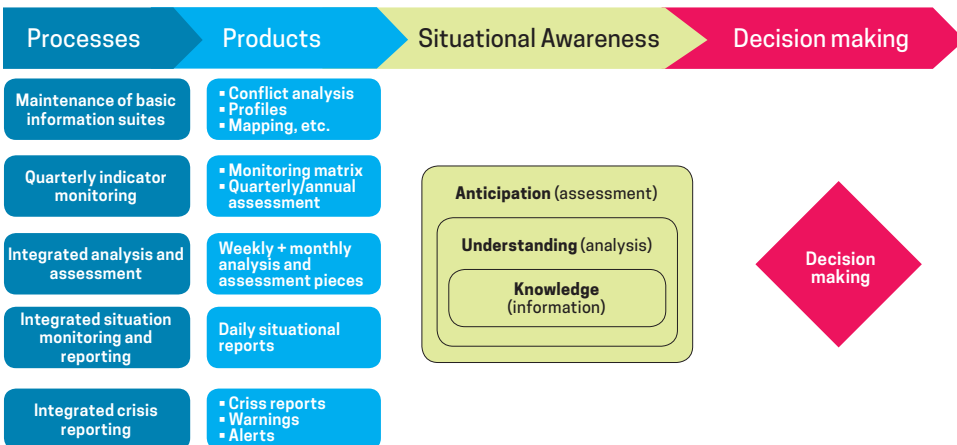 Processes
Products
Situational Awareness
Decision making
Maintenance of basic
information suites
▪ Conflict analysis
▪ Profiles
▪ Mapping, etc.
Quarterly indicator
monitoring
▪ Monitoring matrix
▪ Quarterly/annual
assessment
Integrated analysis and
assessment
Weekly + monthly
analysis and
assessment pieces
Integrated situation
monitoring and
reporting
Daily situational
reports
Integrated crisis
reporting
▪ Criss reports
▪ Warnings
▪ Alerts
Anticipation (assessment)
Understanding (analysis)
Knowledge
(information)
Decision
making